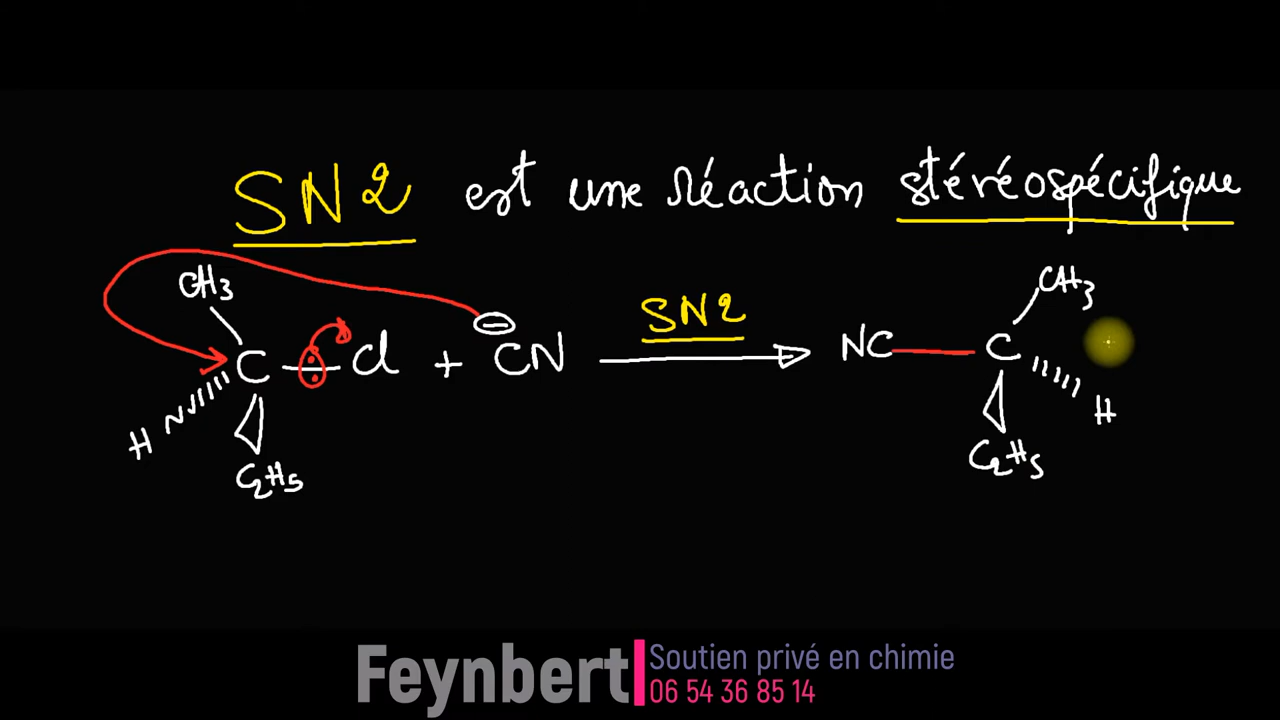 SN2 est une réaction stéréospécifique
CH3 CH3
SN2
C Cl + CN NC C
H H
C2H5 C2H5
Feynbert Soutien privé en chimie
06 54 36 85 14